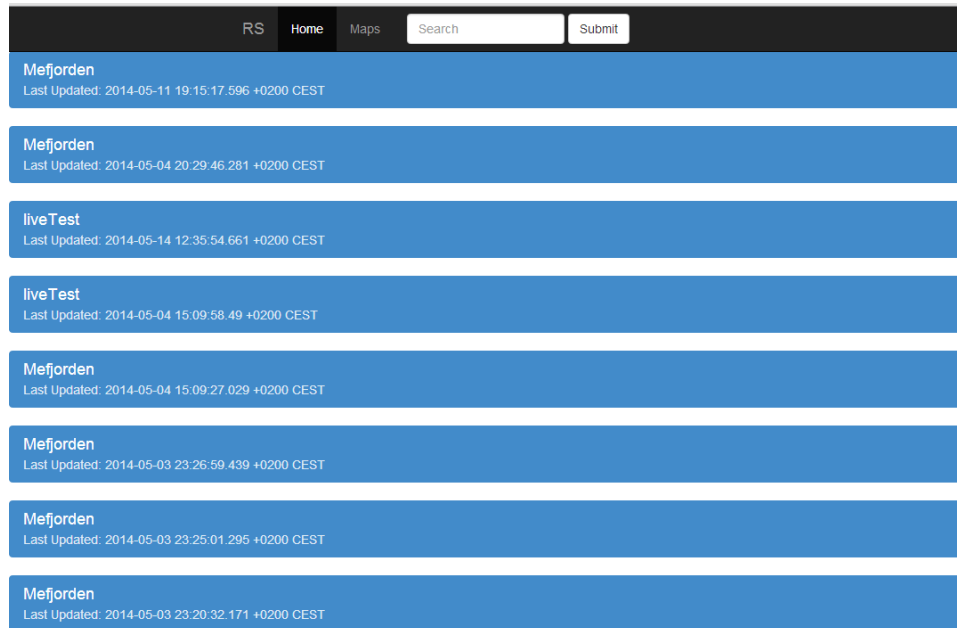 RS Home Maps Search Submit
Mefjorden
Last Updated: 2014-05-11 19:15:17.596 +0200 CEST
Mefjorden
Last Updated: 2014-05-04 20:29:46.281 +0200 CEST
liveTest
Last Updated: 2014-05-14 12:35:54.661 +0200 CEST
liveTest
Last Updated: 2014-05-04 15:09:58.49 +0200 CEST
Mefjorden
Last Updated: 2014-05-04 15:09:27.029 +0200 CEST
Mefjorden
Last Updated: 2014-05-03 23:26:59.439 +0200 CEST
Mefjorden
Last Updated: 2014-05-03 23:25:01.295 +0200 CEST
Mefjorden
Last Updated: 2014-05-03 23:20:32.171 +0200 CEST